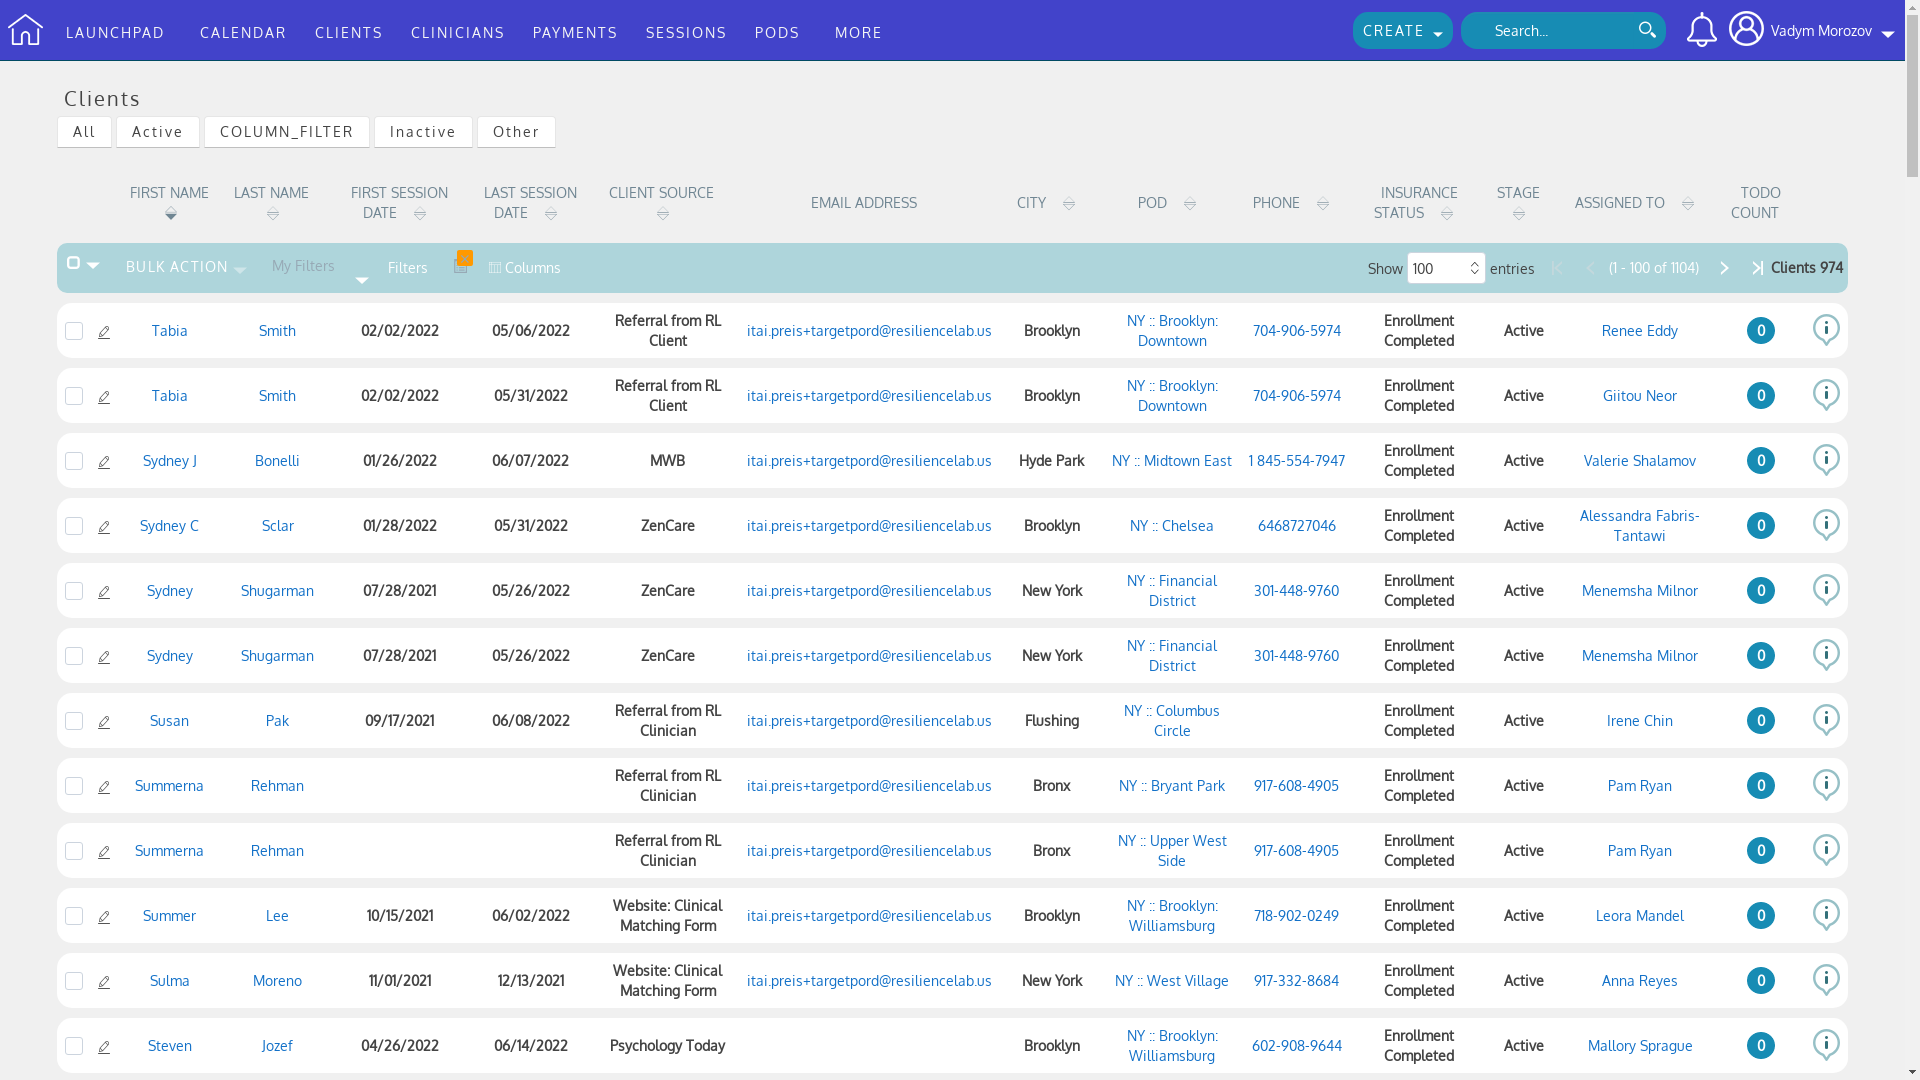 LAUNCHPAD CALENDAR CLIENTS CLINICIANS PAYMENTS SESSIONS PODS MORE CREATE Search... Vadym Morozov
Clients
All Active COLUMN_FILTER Inactive Other
FIRST NAME LAST NAME FIRST SESSION DATE LAST SESSION DATE CLIENT SOURCE EMAIL ADDRESS CITY POD PHONE INSURANCE STATUS STAGE ASSIGNED TO TODO COUNT
BULK ACTION My Filters Filters Columns Show 100 entries (1 - 100 of 1104) Clients 974
Tabia Smith 02/02/2022 05/06/2022 Referral from RL Client itai.preis+targetpord@resiliencelab.us Brooklyn NY :: Brooklyn: Downtown 704-906-5974 Enrollment Completed Active Renee Eddy 0
Tabia Smith 02/02/2022 05/31/2022 Referral from RL Client itai.preis+targetpord@resiliencelab.us Brooklyn NY :: Brooklyn: Downtown 704-906-5974 Enrollment Completed Active Giitou Neor 0
Sydney J Bonelli 01/26/2022 06/07/2022 MWB itai.preis+targetpord@resiliencelab.us Hyde Park NY :: Midtown East 1 845-554-7947 Enrollment Completed Active Valerie Shalamov 0
Sydney C Sclar 01/28/2022 05/31/2022 ZenCare itai.preis+targetpord@resiliencelab.us Brooklyn NY :: Chelsea 6468727046 Enrollment Completed Active Alessandra Fabris-Tantawi 0
Sydney Shugarman 07/28/2021 05/26/2022 ZenCare itai.preis+targetpord@resiliencelab.us New York NY :: Financial District 301-448-9760 Enrollment Completed Active Menemsha Milnor 0
Sydney Shugarman 07/28/2021 05/26/2022 ZenCare itai.preis+targetpord@resiliencelab.us New York NY :: Financial District 301-448-9760 Enrollment Completed Active Menemsha Milnor 0
Susan Pak 09/17/2021 06/08/2022 Referral from RL Clinician itai.preis+targetpord@resiliencelab.us Flushing NY :: Columbus Circle Enrollment Completed Active Irene Chin 0
Summerna Rehman Referral from RL Clinician itai.preis+targetpord@resiliencelab.us Bronx NY :: Bryant Park 917-608-4905 Enrollment Completed Active Pam Ryan 0
Summerna Rehman Referral from RL Clinician itai.preis+targetpord@resiliencelab.us Bronx NY :: Upper West Side 917-608-4905 Enrollment Completed Active Pam Ryan 0
Summer Lee 10/15/2021 06/02/2022 Website: Clinical Matching Form itai.preis+targetpord@resiliencelab.us Brooklyn NY :: Brooklyn: Williamsburg 718-902-0249 Enrollment Completed Active Leora Mandel 0
Sulma Moreno 11/01/2021 12/13/2021 Website: Clinical Matching Form itai.preis+targetpord@resiliencelab.us New York NY :: West Village 917-332-8684 Enrollment Completed Active Anna Reyes 0
Steven Jozef 04/26/2022 06/14/2022 Psychology Today Brooklyn NY :: Brooklyn: Williamsburg 602-908-9644 Enrollment Completed Active Mallory Sprague 0